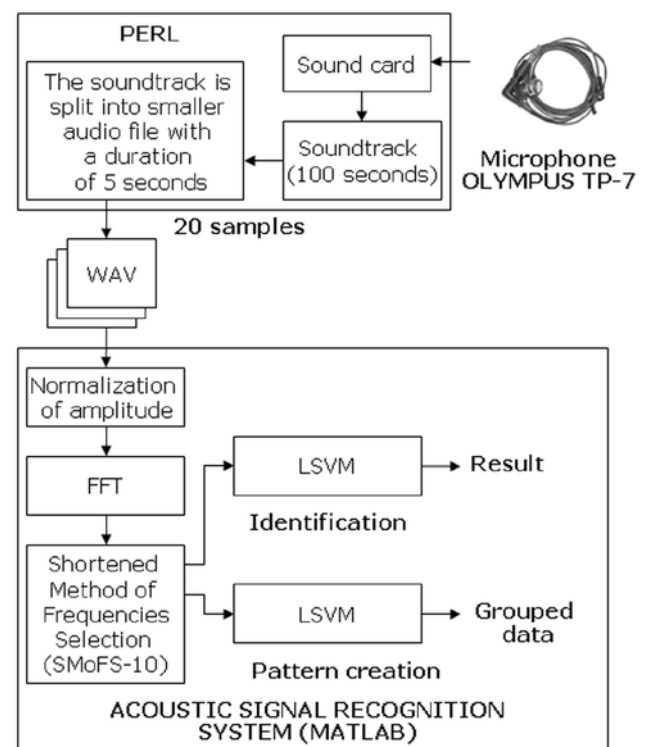 PERL
Sound card
Microphone
OLYMPUS TP-7
Soundtrack
(100 seconds)
The soundtrack is
split into smaller
audio file with
a duration
of 5 seconds
20 samples
WAV
Normalization
of amplitude
FFT
Shortened
Method of
Frequencies
Selection
(SMoFS-10)
LSVM
Result
Identification
LSVM
Grouped
data
Pattern creation
ACOUSTIC SIGNAL RECOGNITION
SYSTEM (MATLAB)